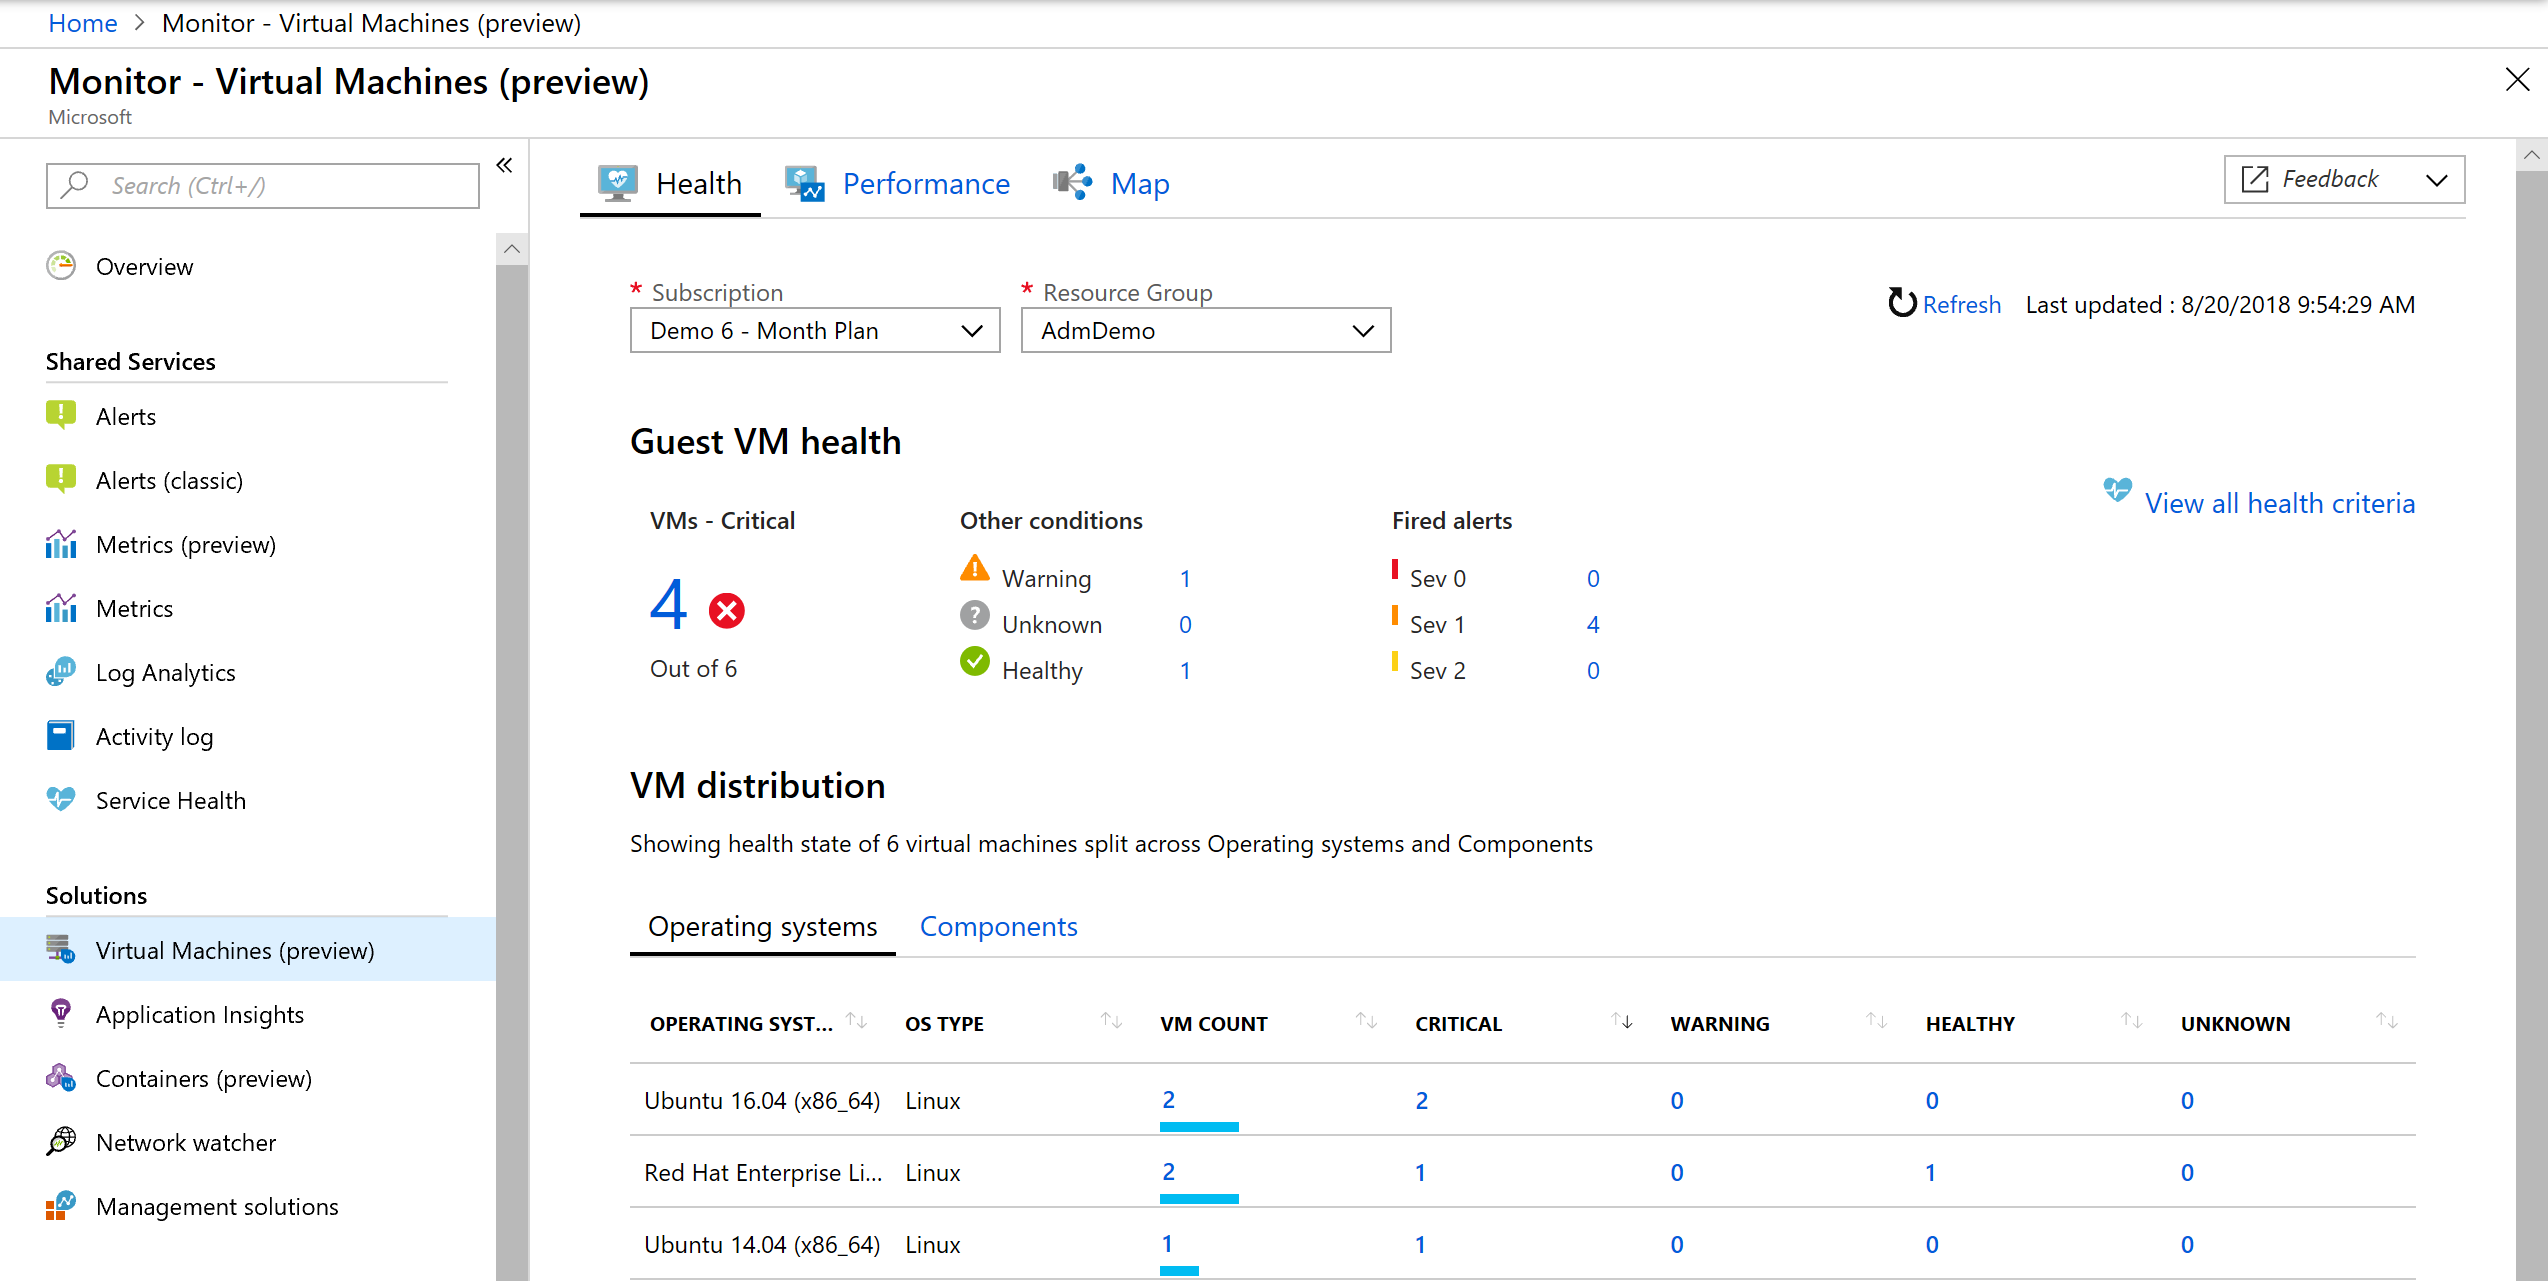 Home > Monitor - Virtual Machines (preview)
Monitor - Virtual Machines (preview)
Microsoft
Search (Ctrl+/)
Overview
Shared Services
Alerts
Alerts (classic)
Metrics (preview)
Metrics
Log Analytics
Activity log
Service Health
Solutions
Virtual Machines (preview)
Application Insights
Containers (preview)
Network watcher
Management solutions
Health Performance Map
Feedback
* Subscription * Resource Group
Demo 6 - Month Plan AdmDemo
Refresh Last updated : 8/20/2018 9:54:29 AM
Guest VM health
View all health criteria
VMs - Critical Other conditions Fired alerts
4
Out of 6
Warning 1
Unknown 0
Healthy 1
Sev 0 0
Sev 1 4
Sev 2 0
VM distribution
Showing health state of 6 virtual machines split across Operating systems and Components
Operating systems Components
OPERATING SYST... OS TYPE VM COUNT CRITICAL WARNING HEALTHY UNKNOWN
Ubuntu 16.04 (x86_64) Linux 2 2 0 0 0
Red Hat Enterprise Li... Linux 2 1 0 1 0
Ubuntu 14.04 (x86_64) Linux 1 1 0 0 0